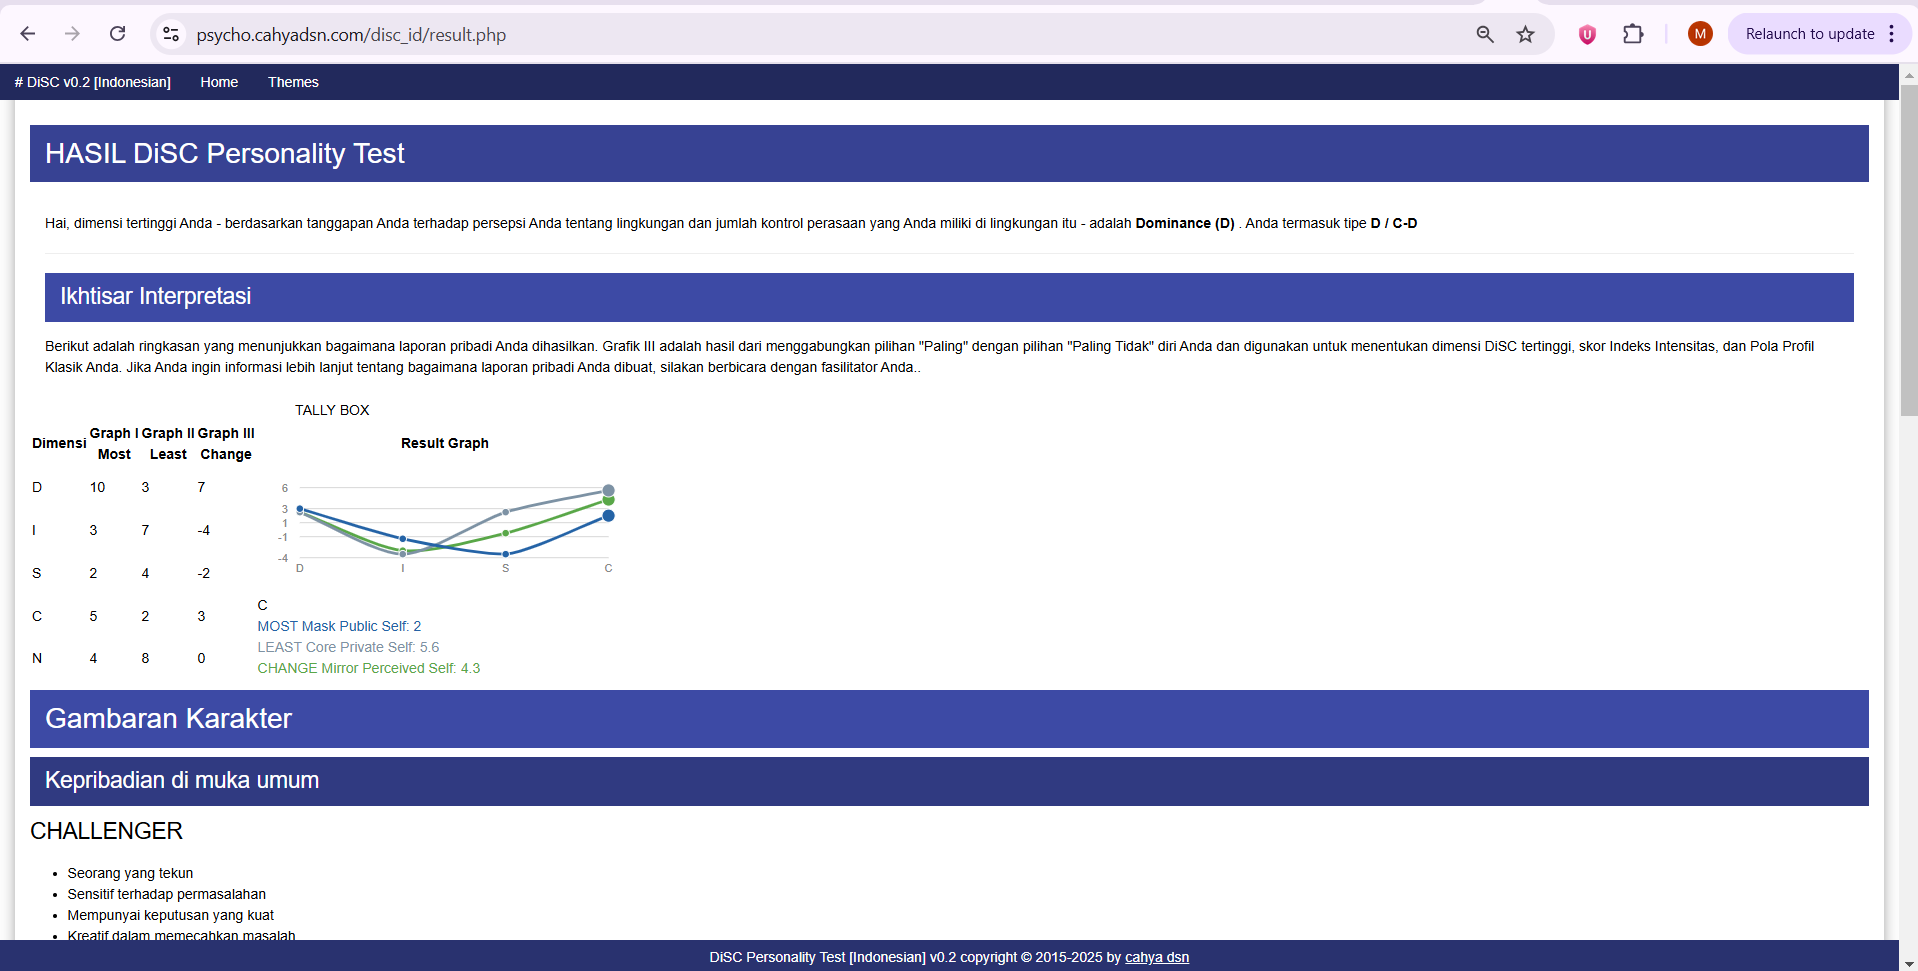 psycho.cahyadsn.com/disc_id/result.php
M
Relaunch to update
# DiSC v0.2 [Indonesian]
Home
Themes
HASIL DiSC Personality Test
Hai, dimensi tertinggi Anda - berdasarkan tanggapan Anda terhadap persepsi Anda tentang lingkungan dan jumlah kontrol perasaan yang Anda miliki di lingkungan itu - adalah Dominance (D) . Anda termasuk tipe D / C-D
Ikhtisar Interpretasi
Berikut adalah ringkasan yang menunjukkan bagaimana laporan pribadi Anda dihasilkan. Grafik III adalah hasil dari menggabungkan pilihan "Paling" dengan pilihan "Paling Tidak" diri Anda dan digunakan untuk menentukan dimensi DiSC tertinggi, skor Indeks Intensitas, dan Pola Profil
Klasik Anda. Jika Anda ingin informasi lebih lanjut tentang bagaimana laporan pribadi Anda dibuat, silakan berbicara dengan fasilitator Anda..
TALLY BOX
Dimensi Graph I Most Graph II Least Graph III Change Result Graph
D 10 3 7
I 3 7 -4
S 2 4 -2
C 5 2 3
N 4 8 0
6
3
1
-1
-4
D I S C
C
MOST Mask Public Self: 2
LEAST Core Private Self: 5.6
CHANGE Mirror Perceived Self: 4.3
Gambaran Karakter
Kepribadian di muka umum
CHALLENGER
• Seorang yang tekun
• Sensitif terhadap permasalahan
• Mempunyai keputusan yang kuat
• Kreatif dalam memecahkan masalah
DiSC Personality Test [Indonesian] v0.2 copyright © 2015-2025 by cahya dsn